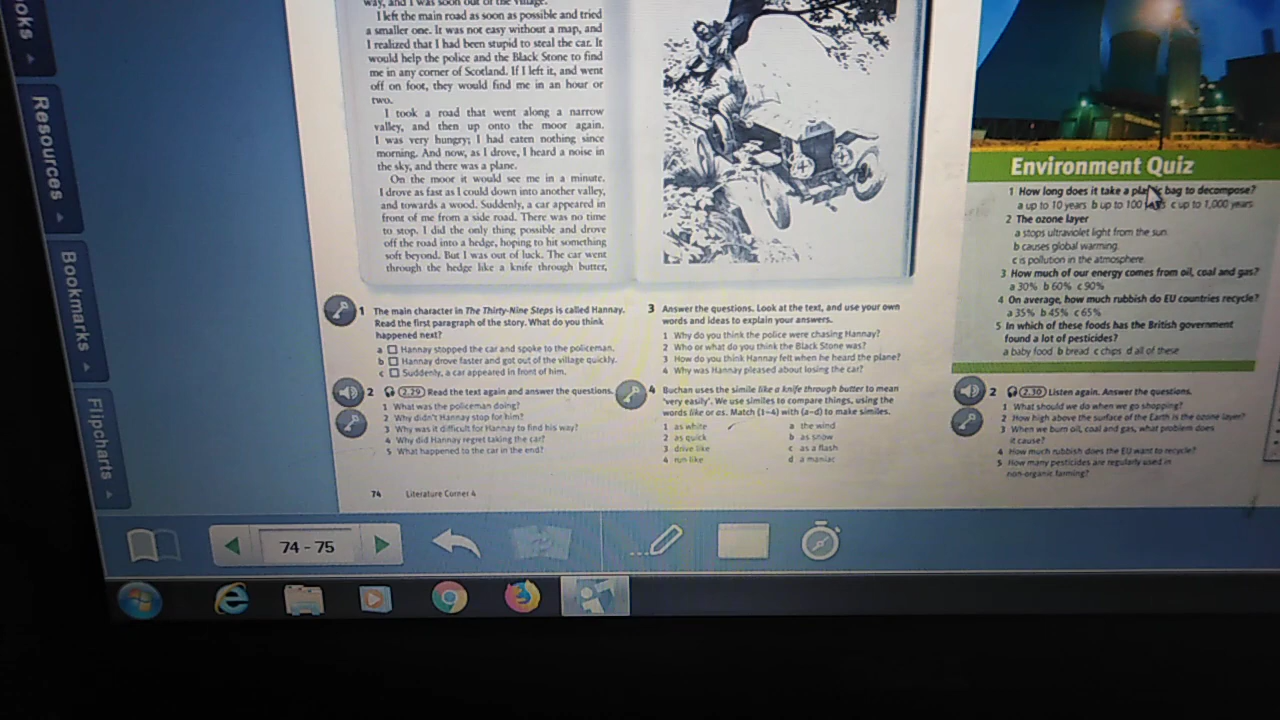 ooks
Resources
Bookmarks
Flipcharts
way, and I was soon out of the village.
I left the main road as soon as possible and tried
a smaller one. It was not easy without a map, and
I realized that I had been stupid to steal the car. It
would help the police and the Black Stone to find
me in any corner of Scotland. If I left it, and went
off on foot, they would find me in an hour or
two.
I took a road that went along a narrow
valley, and then up onto the moor again.
I was very hungry; I had eaten nothing since
morning. And now, as I drove, I heard a noise in
the sky, and there was a plane.
On the moor it would see me in a minute.
I drove as fast as I could down into another valley,
and towards a wood. Suddenly, a car appeared in
front of me from a side road. There was no time
to stop. I did the only thing possible and drove
off the road into a hedge, hoping to hit something
soft beyond. But I was out of luck. The car went
through the hedge like a knife through butter,
1 The main character in The Thirty-Nine Steps is called Hannay.
Read the first paragraph of the story. What do you think
happened next?
a Hannay stopped the car and spoke to the policeman.
b Hannay drove faster and got out of the village quickly.
c Suddenly, a car appeared in front of him.
2 2.29 Read the text again and answer the questions.
1 What was the policeman doing?
2 Why didn't Hannay stop for him?
3 Why was it difficult for Hannay to find his way?
4 Why did Hannay regret taking the car?
5 What happened to the car in the end?
74 Literature Corner 4
3 Answer the questions. Look at the text, and use your own
words and ideas to explain your answers.
1 Why do you think the police were chasing Hannay?
2 Who or what do you think the Black Stone was?
3 How do you think Hannay felt when he heard the plane?
4 Why was Hannay pleased about losing the car?
4 Buchan uses the simile like a knife through butter to mean
'very easily'. We use similes to compare things, using the
words like or as. Match (1–4) with (a–d) to make similes.
1 as white a the wind
2 as quick b as snow
3 drive like c as a flash
4 run like d a maniac
Environment Quiz
1 How long does it take a plastic bag to decompose?
a up to 10 years b up to 100 c up to 1,000 years
2 The ozone layer
a stops ultraviolet light from the sun.
b causes global warming.
c is pollution in the atmosphere.
3 How much of our energy comes from oil, coal and gas?
a 30% b 60% c 90%
4 On average, how much rubbish do EU countries recycle?
a 35% b 45% c 65%
5 In which of these foods has the British government
found a lot of pesticides?
a baby food b bread c chips d all of these
2 2.30 Listen again. Answer the questions.
1 What should we do when we go shopping?
2 How high above the surface of the Earth is the ozone layer?
3 When we burn oil, coal and gas, what problem does
it cause?
4 How much rubbish does the EU want to recycle?
5 How many pesticides are regularly used in
non-organic farming?
74 - 75